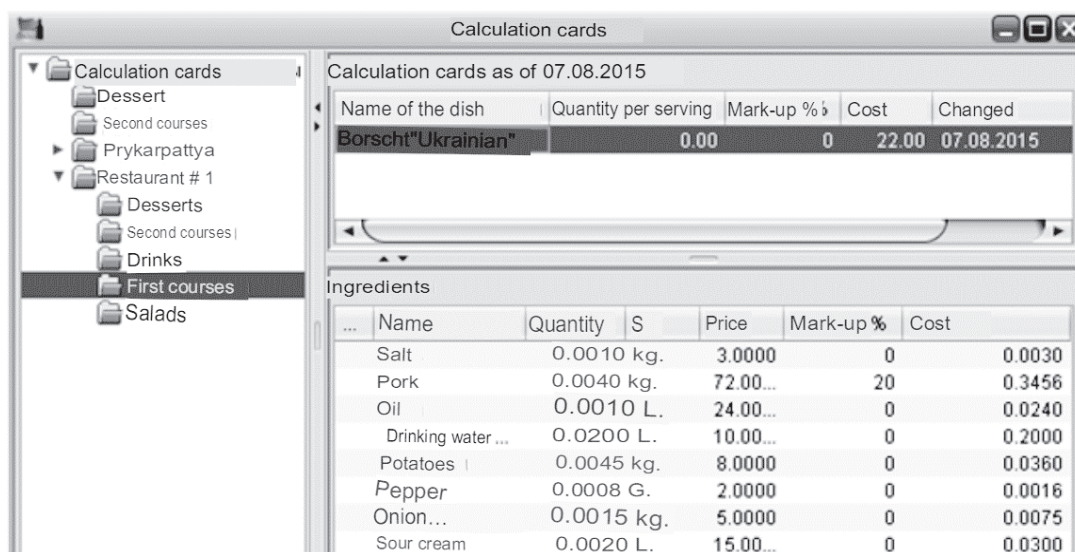 Calculation cards
Calculation cards
Dessert
Second courses
Prykarpattya
Restaurant # 1
Desserts
Second courses
Drinks
First courses
Salads
Calculation cards as of 07.08.2015
Name of the dish Quantity per serving Mark-up % Cost Changed
Borscht"Ukrainian" 0.00 0 22.00 07.08.2015
Ingredients
... Name Quantity S Price Mark-up % Cost
Salt 0.0010 kg. 3.0000 0 0.0030
Pork 0.0040 kg. 72.00... 20 0.3456
Oil 0.0010 L. 24.00... 0 0.0240
Drinking water ... 0.0200 L. 10.00... 0 0.2000
Potatoes 0.0045 kg. 8.0000 0 0.0360
Pepper 0.0008 G. 2.0000 0 0.0016
Onion... 0.0015 kg. 5.0000 0 0.0075
Sour cream 0.0020 L. 15.00... 0 0.0300